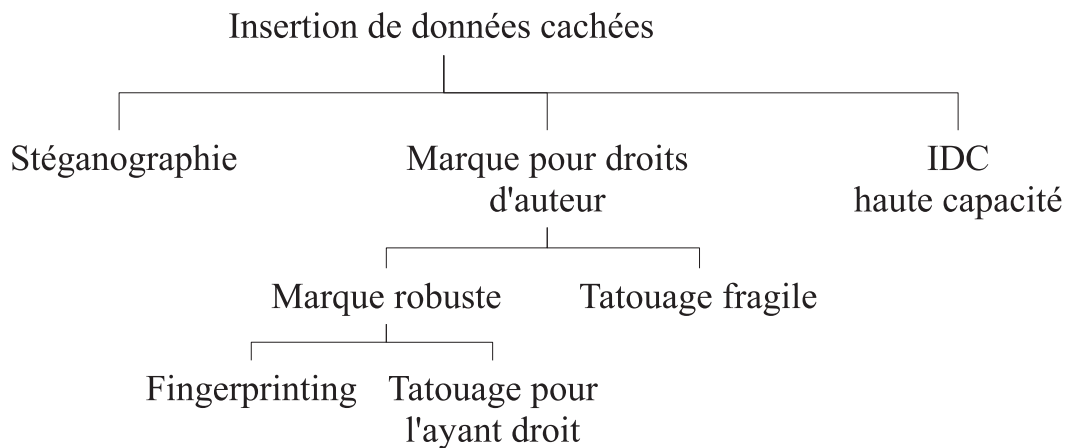 Insertion de données cachées
Stéganographie
Marque pour droits
d'auteur
IDC
haute capacité
Marque robuste
Tatouage fragile
Fingerprinting
Tatouage pour
l'ayant droit